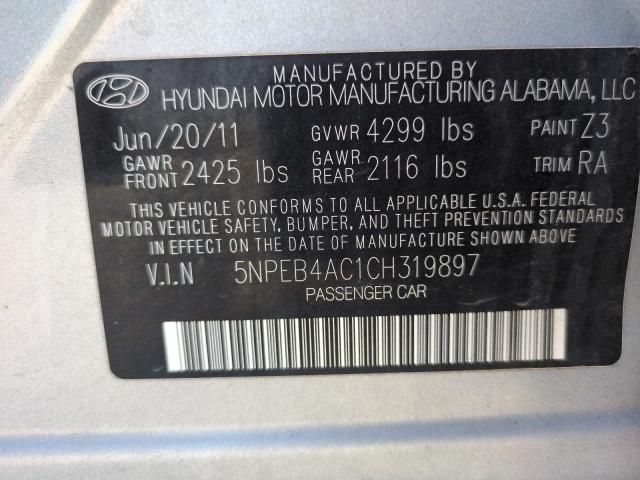 MANUFACTURED BY
HYUNDAI MOTOR MANUFACTURING ALABAMA, LLC
Jun/20/11 GVWR 4299 lbs PAINT Z3
GAWR FRONT 2425 lbs GAWR REAR 2116 lbs TRIM RA
THIS VEHICLE CONFORMS TO ALL APPLICABLE U.S.A. FEDERAL
MOTOR VEHICLE SAFETY, BUMPER, AND THEFT PREVENTION STANDARDS
IN EFFECT ON THE DATE OF MANUFACTURE SHOWN ABOVE.
V.I.N 5NPEB4AC1CH319897
PASSENGER CAR